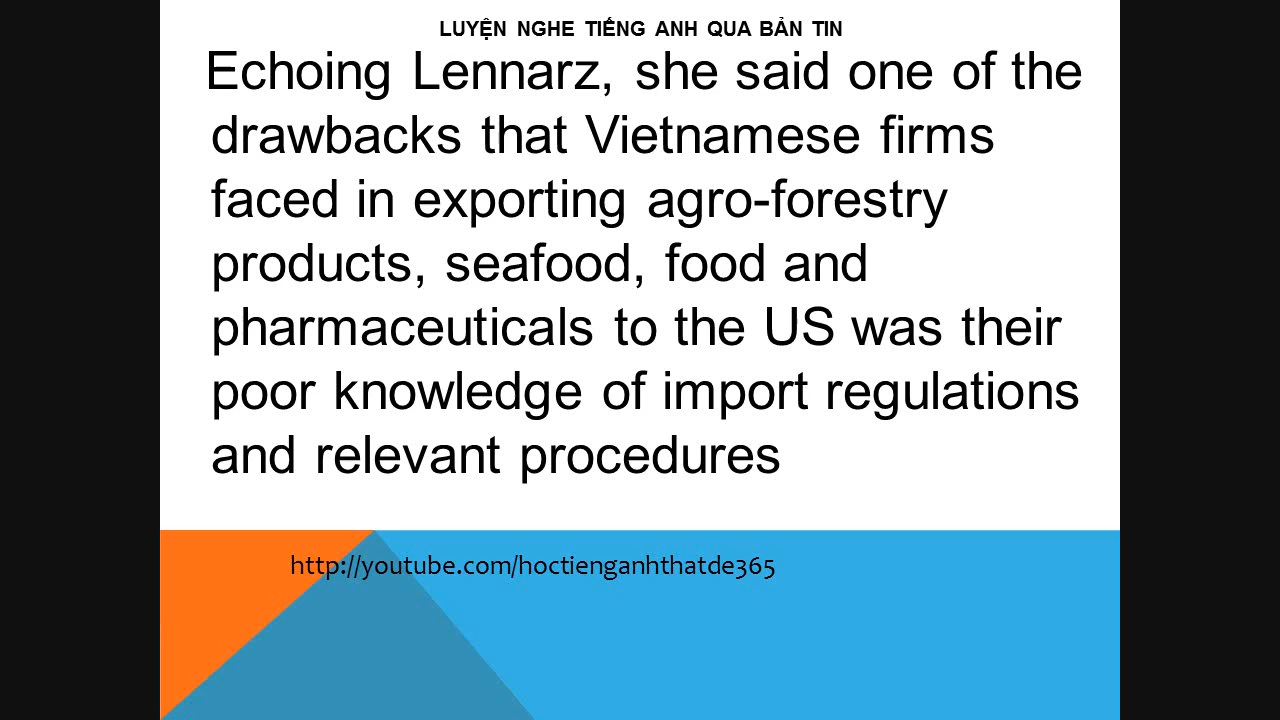 LUYỆN NGHE TIẾNG ANH QUA BẢN TIN
Echoing Lennarz, she said one of the
drawbacks that Vietnamese firms
faced in exporting agro-forestry
products, seafood, food and
pharmaceuticals to the US was their
poor knowledge of import regulations
and relevant procedures
http://youtube.com/hoctienganhthatde365